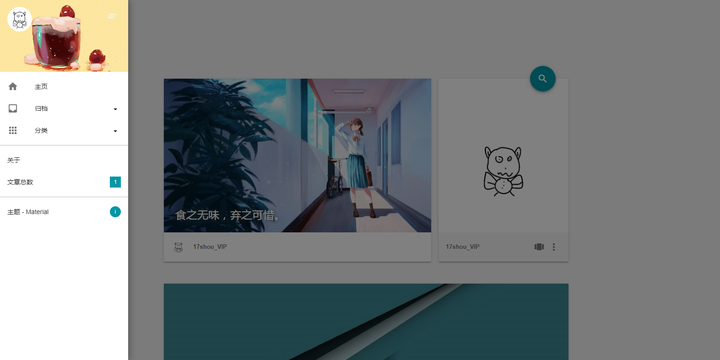 主页
归档
分类
关于
文章总数
1
主题 - Material
食之无味，弃之可惜。
17shou_VIP
17shou_VIP